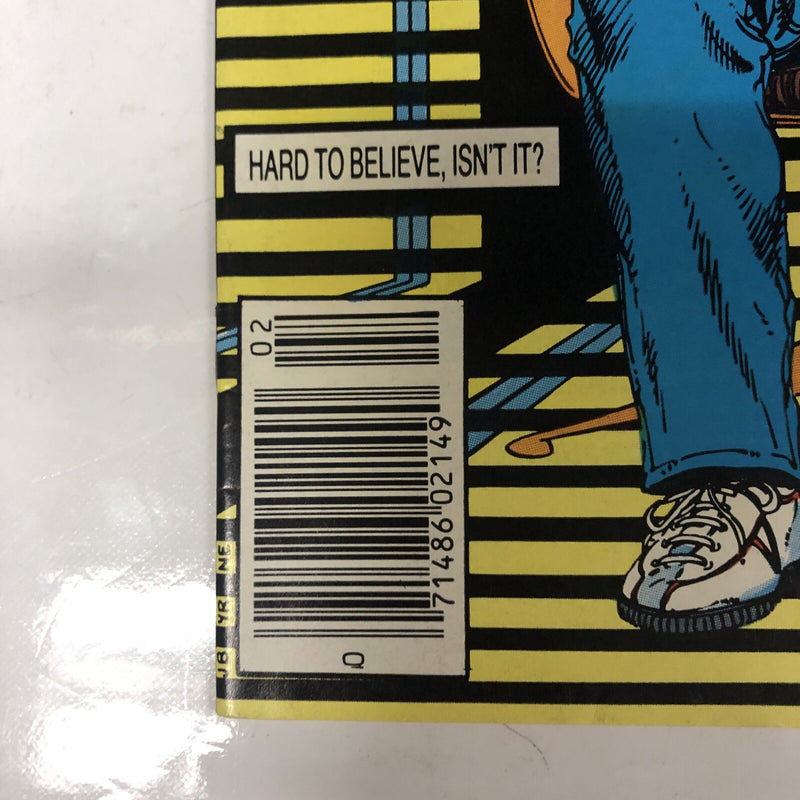 HARD TO BELIEVE, ISN'T IT?
02
71486 02149
0